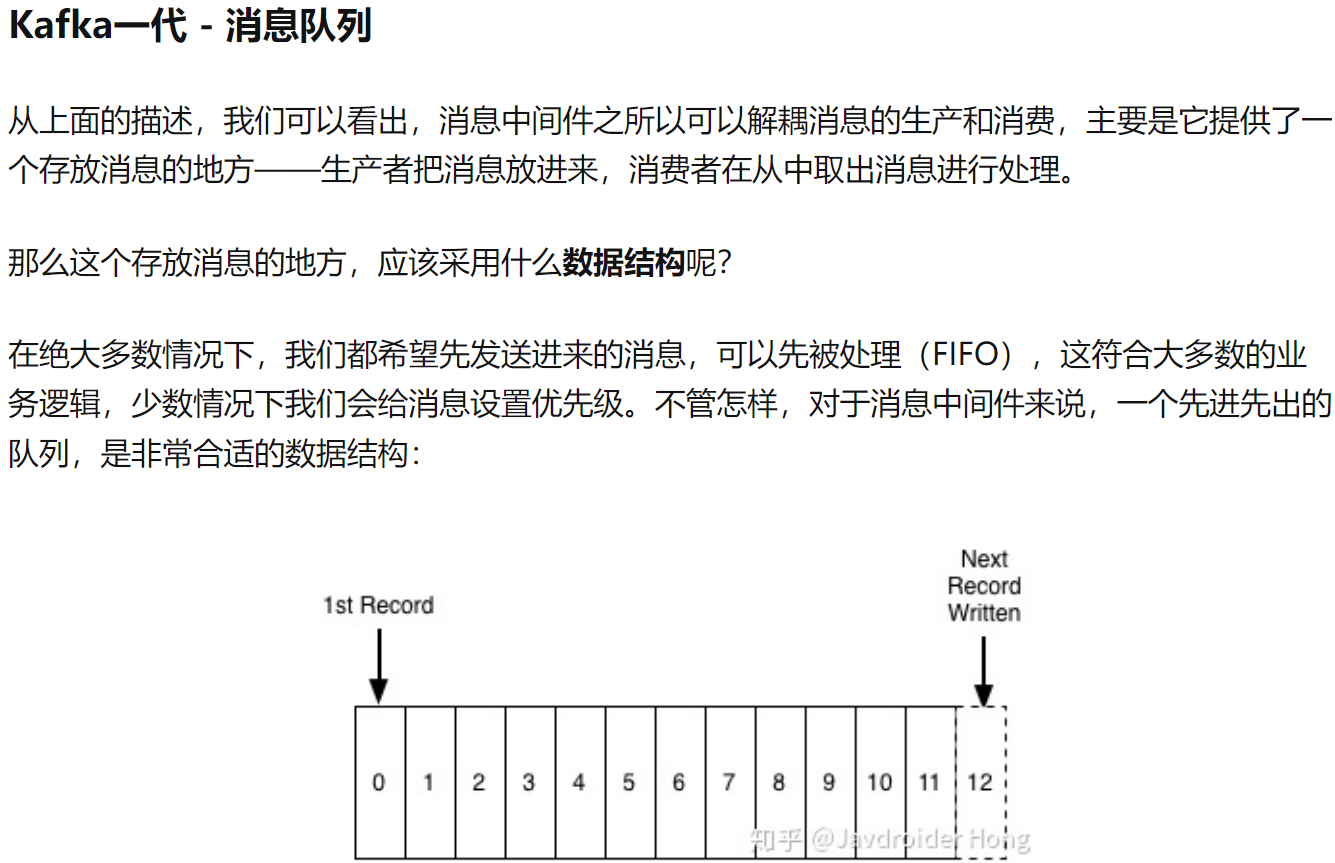 Kafka一代 - 消息队列
从上面的描述，我们可以看出，消息中间件之所以可以解耦消息的生产和消费，主要是它提供了一
个存放消息的地方——生产者把消息放进来，消费者在从中取出消息进行处理。
那么这个存放消息的地方，应该采用什么数据结构呢？
在绝大多数情况下，我们都希望先发送进来的消息，可以先被处理（FIFO），这符合大多数的业
务逻辑，少数情况下我们会给消息设置优先级。不管怎样，对于消息中间件来说，一个先进先出的
队列，是非常合适的数据结构：
Next
Record
Written
1st Record
0 1 2 3 4 5 6 7 8 9 10 11 12
知乎 @Javdroider Hong